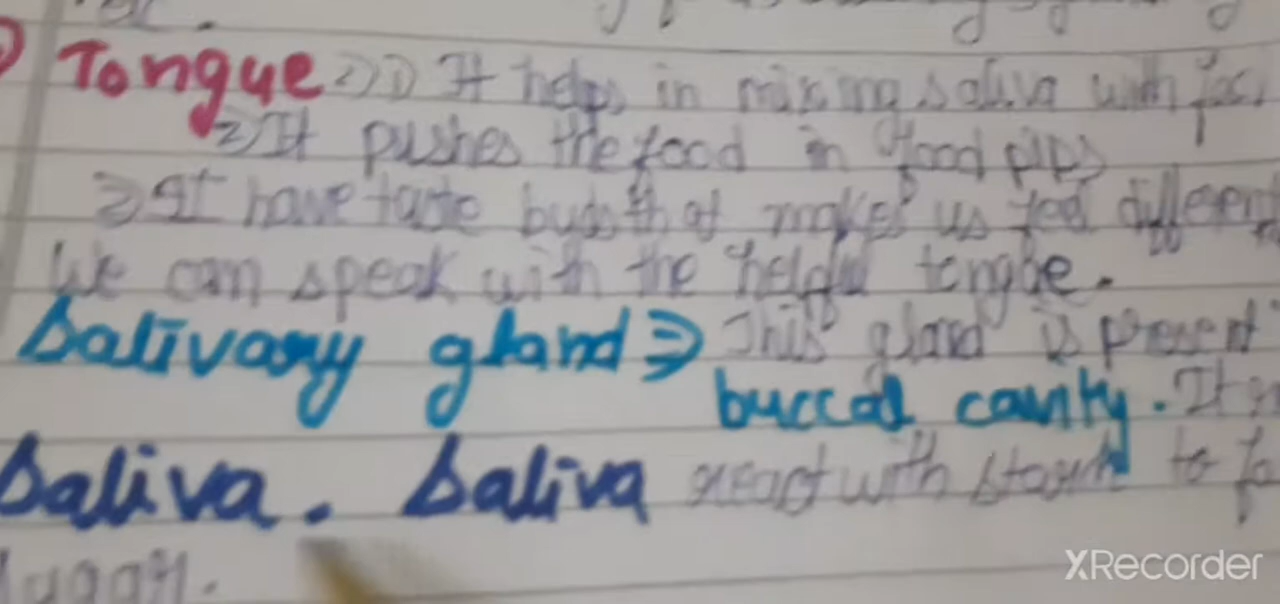 Tongue 1) It helps in mixing saliva with
2) It pushes the food in food pips
3 It have taste buds that makes us feel different
We can speak with the help of tongue.
Salivary gland ⇒ This gland is present
buccal cavity. It
Saliva. Saliva react with starch to
sugar.
XRecorder